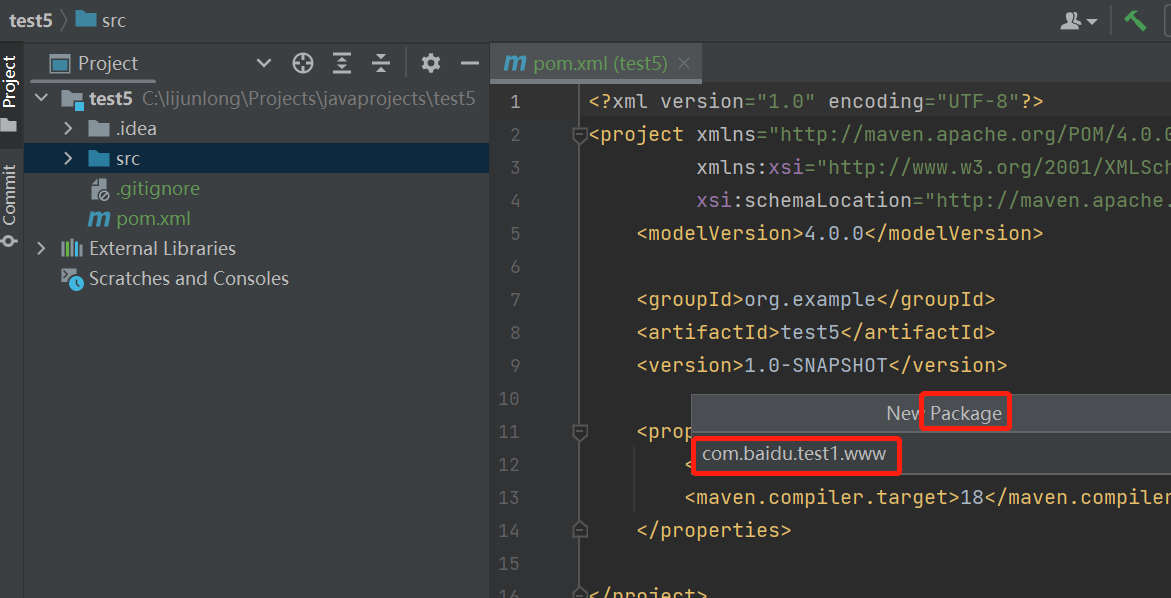 test5 src
Project
Commit
Project
test5 C:\lijunlong\Projects\javaprojects\test5
.idea
src
.gitignore
pom.xml
External Libraries
Scratches and Consoles
pom.xml (test5)
1 <?xml version="1.0" encoding="UTF-8"?>
2 <project xmlns="http://maven.apache.org/POM/4.0.0
3 xmlns:xsi="http://www.w3.org/2001/XMLSch
4 xsi:schemaLocation="http://maven.apache.
5 <modelVersion>4.0.0</modelVersion>
6
7 <groupId>org.example</groupId>
8 <artifactId>test5</artifactId>
9 <version>1.0-SNAPSHOT</version>
10
New Package
11 <prop
com.baidu.test1.www
12 <
13 <maven.compiler.target>18</maven.compiler
14 </properties>
15
16 </project>